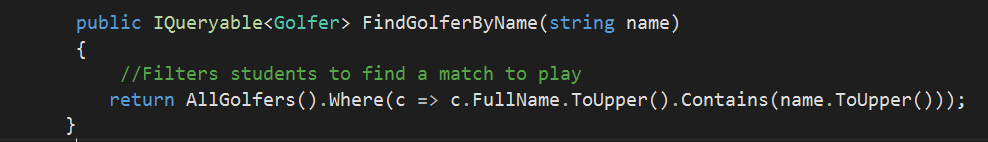 public IQueryable<Golfer> FindGolferByName(string name)
{
//Filters students to find a match to play
return AllGolfers().Where(c => c.FullName.ToUpper().Contains(name.ToUpper()));
}